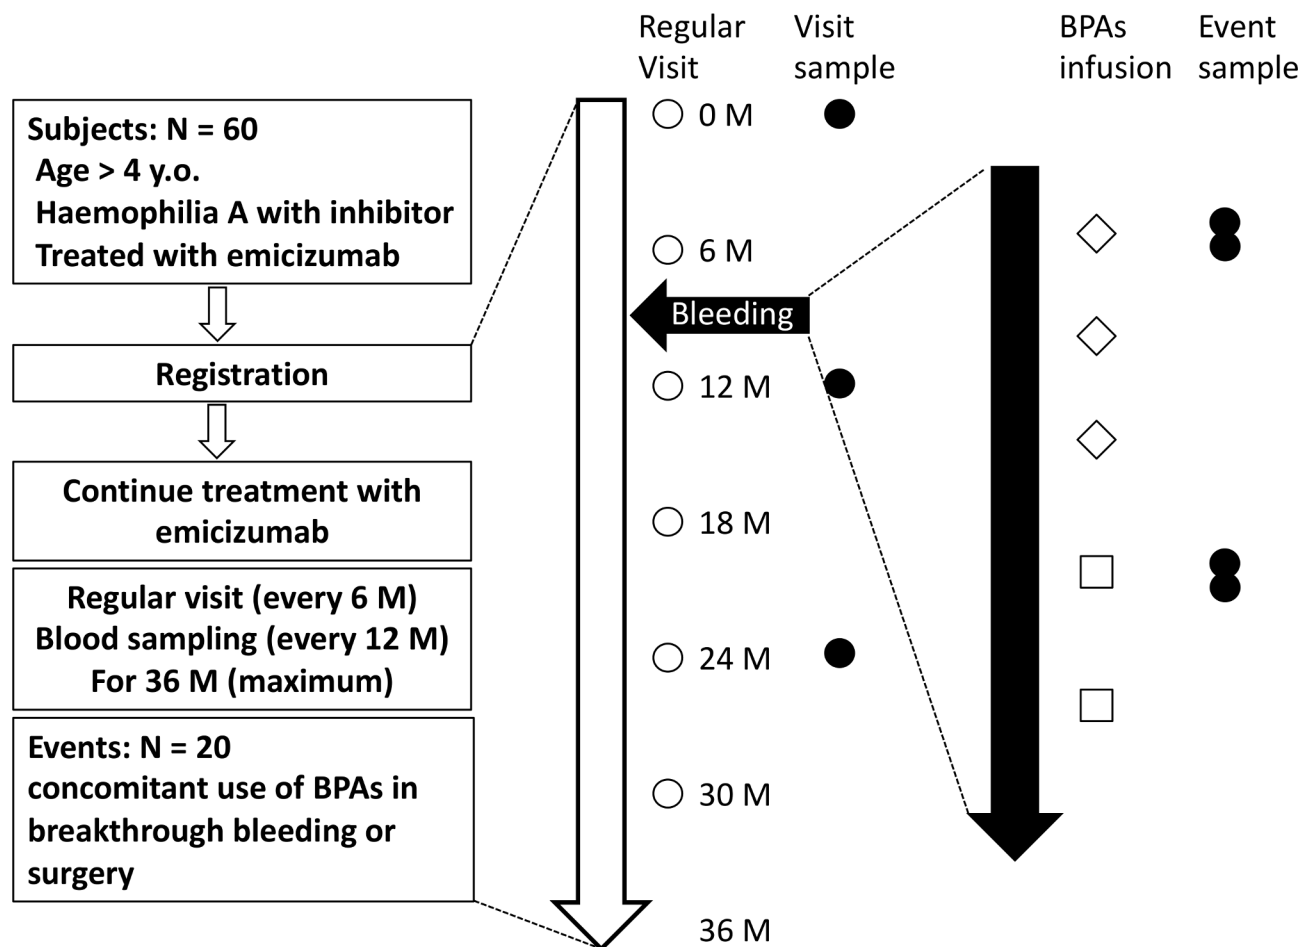 Regular
Visit
Visit
sample
BPAs
infusion
Event
sample
Subjects: N = 60
Age > 4 y.o.
Haemophilia A with inhibitor
Treated with emicizumab
Registration
Continue treatment with
emicizumab
Regular visit (every 6 M)
Blood sampling (every 12 M)
For 36 M (maximum)
Events: N = 20
concomitant use of BPAs in
breakthrough bleeding or
surgery
0 M
6 M
Bleeding
12 M
18 M
24 M
30 M
36 M